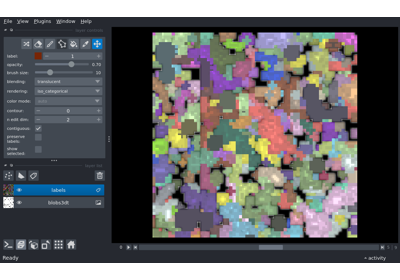 File View Plugins Window Help
label: 1
opacity: 0.70
brush size: 10
blending: translucent
rendering: iso_categorical
color mode:
contour: 0
n edit dim: 2
contiguous:
preserve
labels:
show
selected:
labels
blobs3dt
0
Ready
activity